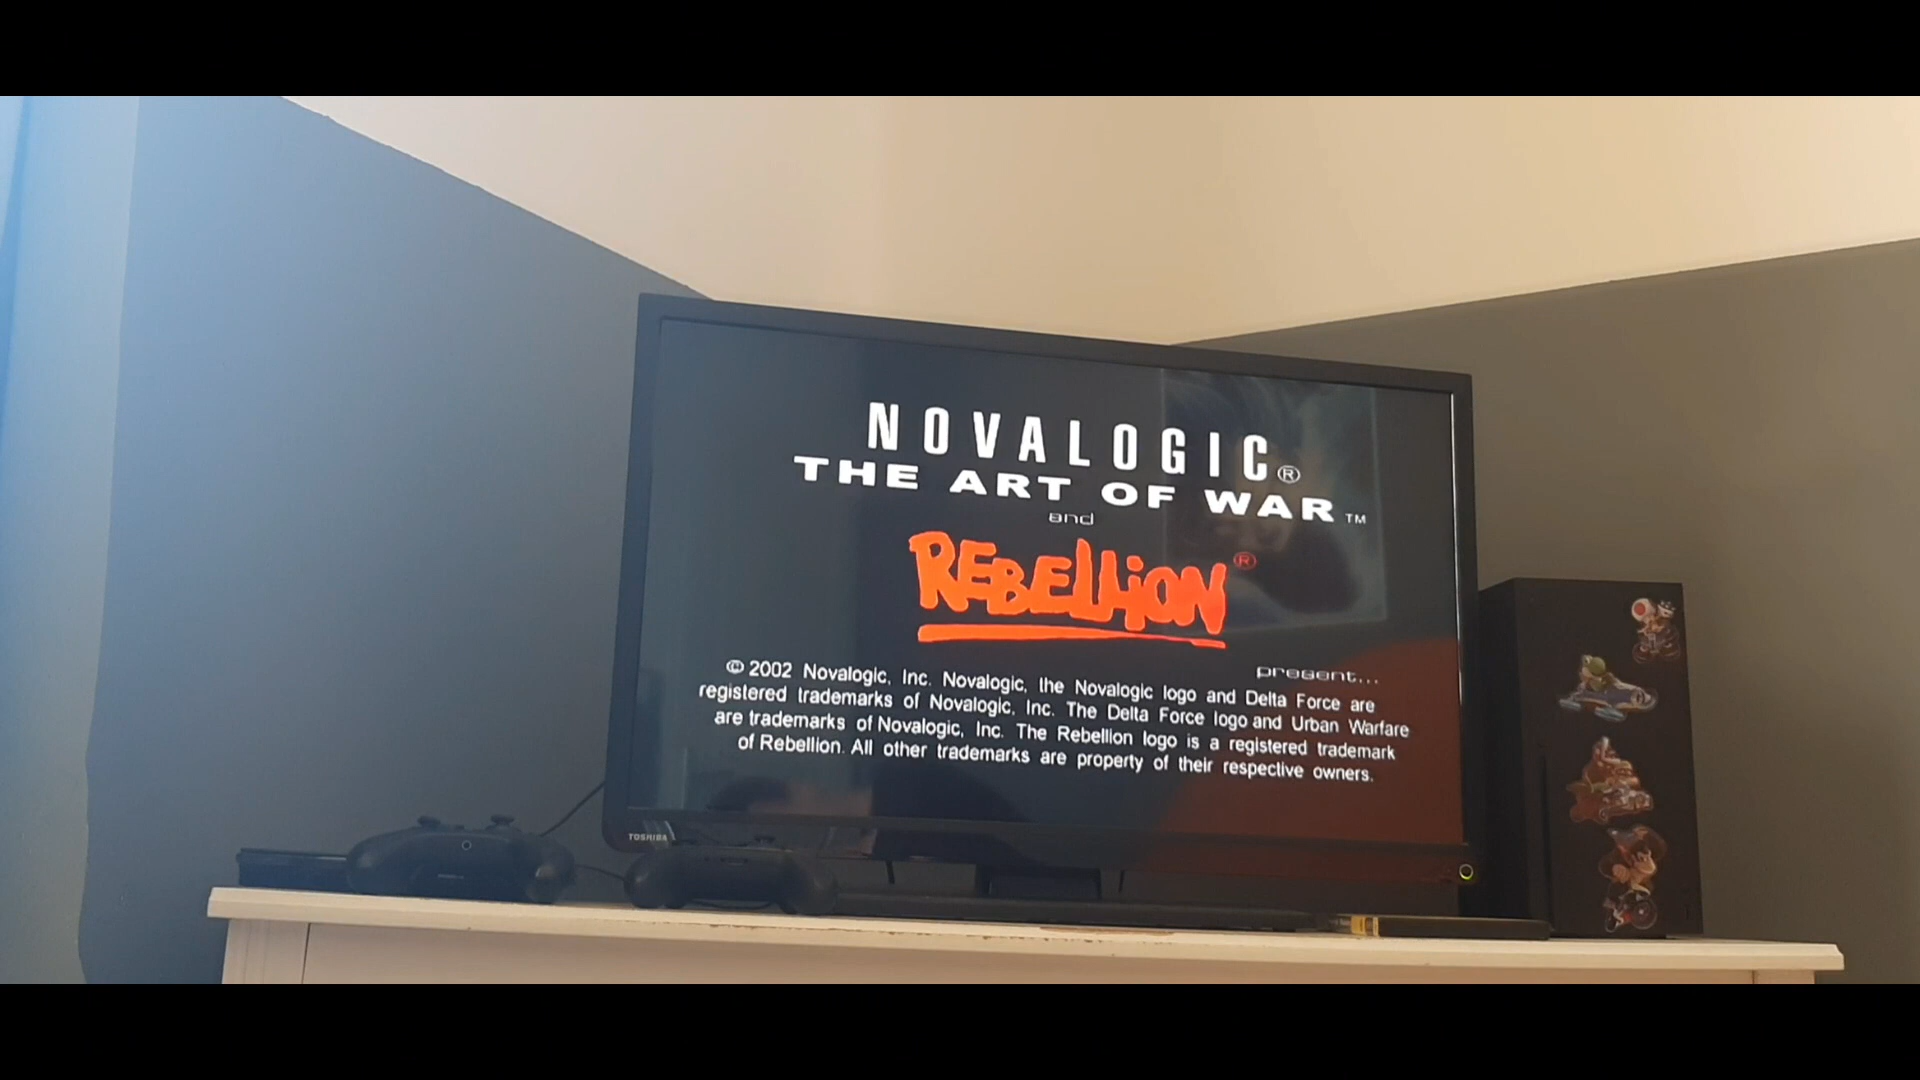 NOVALOGIC®
THE ART OF WAR™
and
REBELLION®
present...
© 2002 Novalogic, Inc. Novalogic, the Novalogic logo and Delta Force are
registered trademarks of Novalogic, Inc. The Delta Force logo and Urban Warfare
are trademarks of Novalogic, Inc. The Rebellion logo is a registered trademark
of Rebellion. All other trademarks are property of their respective owners.
TOSHIBA